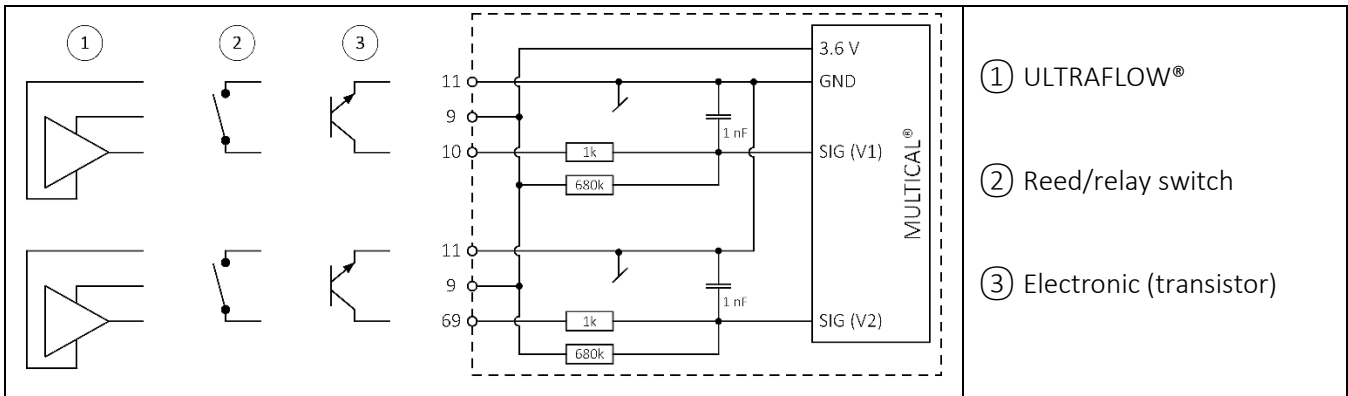 ① ② ③
3.6 V
11 GND
9
1 nF
10 1k SIG (V1)
680k
MULTICAL®
11
9
1 nF
69 1k SIG (V2)
680k
① ULTRAFLOW®
② Reed/relay switch
③ Electronic (transistor)